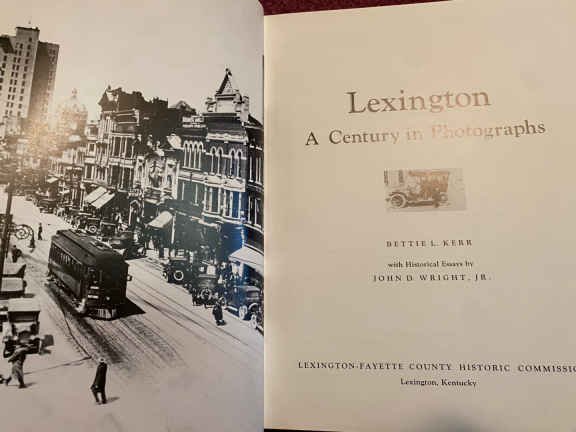 Lexington
A Century in Photographs
BETTIE L. KERR
with Historical Essays by
JOHN D. WRIGHT, JR.
LEXINGTON-FAYETTE COUNTY HISTORIC COMMISSIO
Lexington, Kentucky